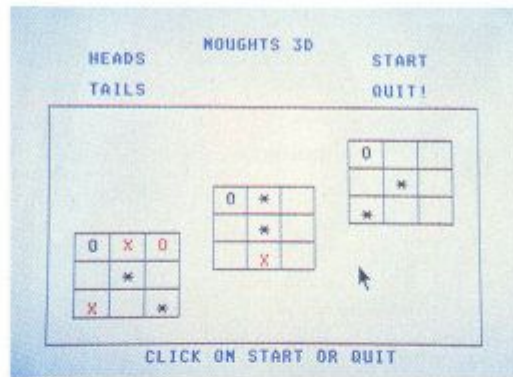 NOUGHTS 3D
HEADS START
TAILS QUIT!
O
*
*
O *
*
X
O X O
*
X *
CLICK ON START OR QUIT